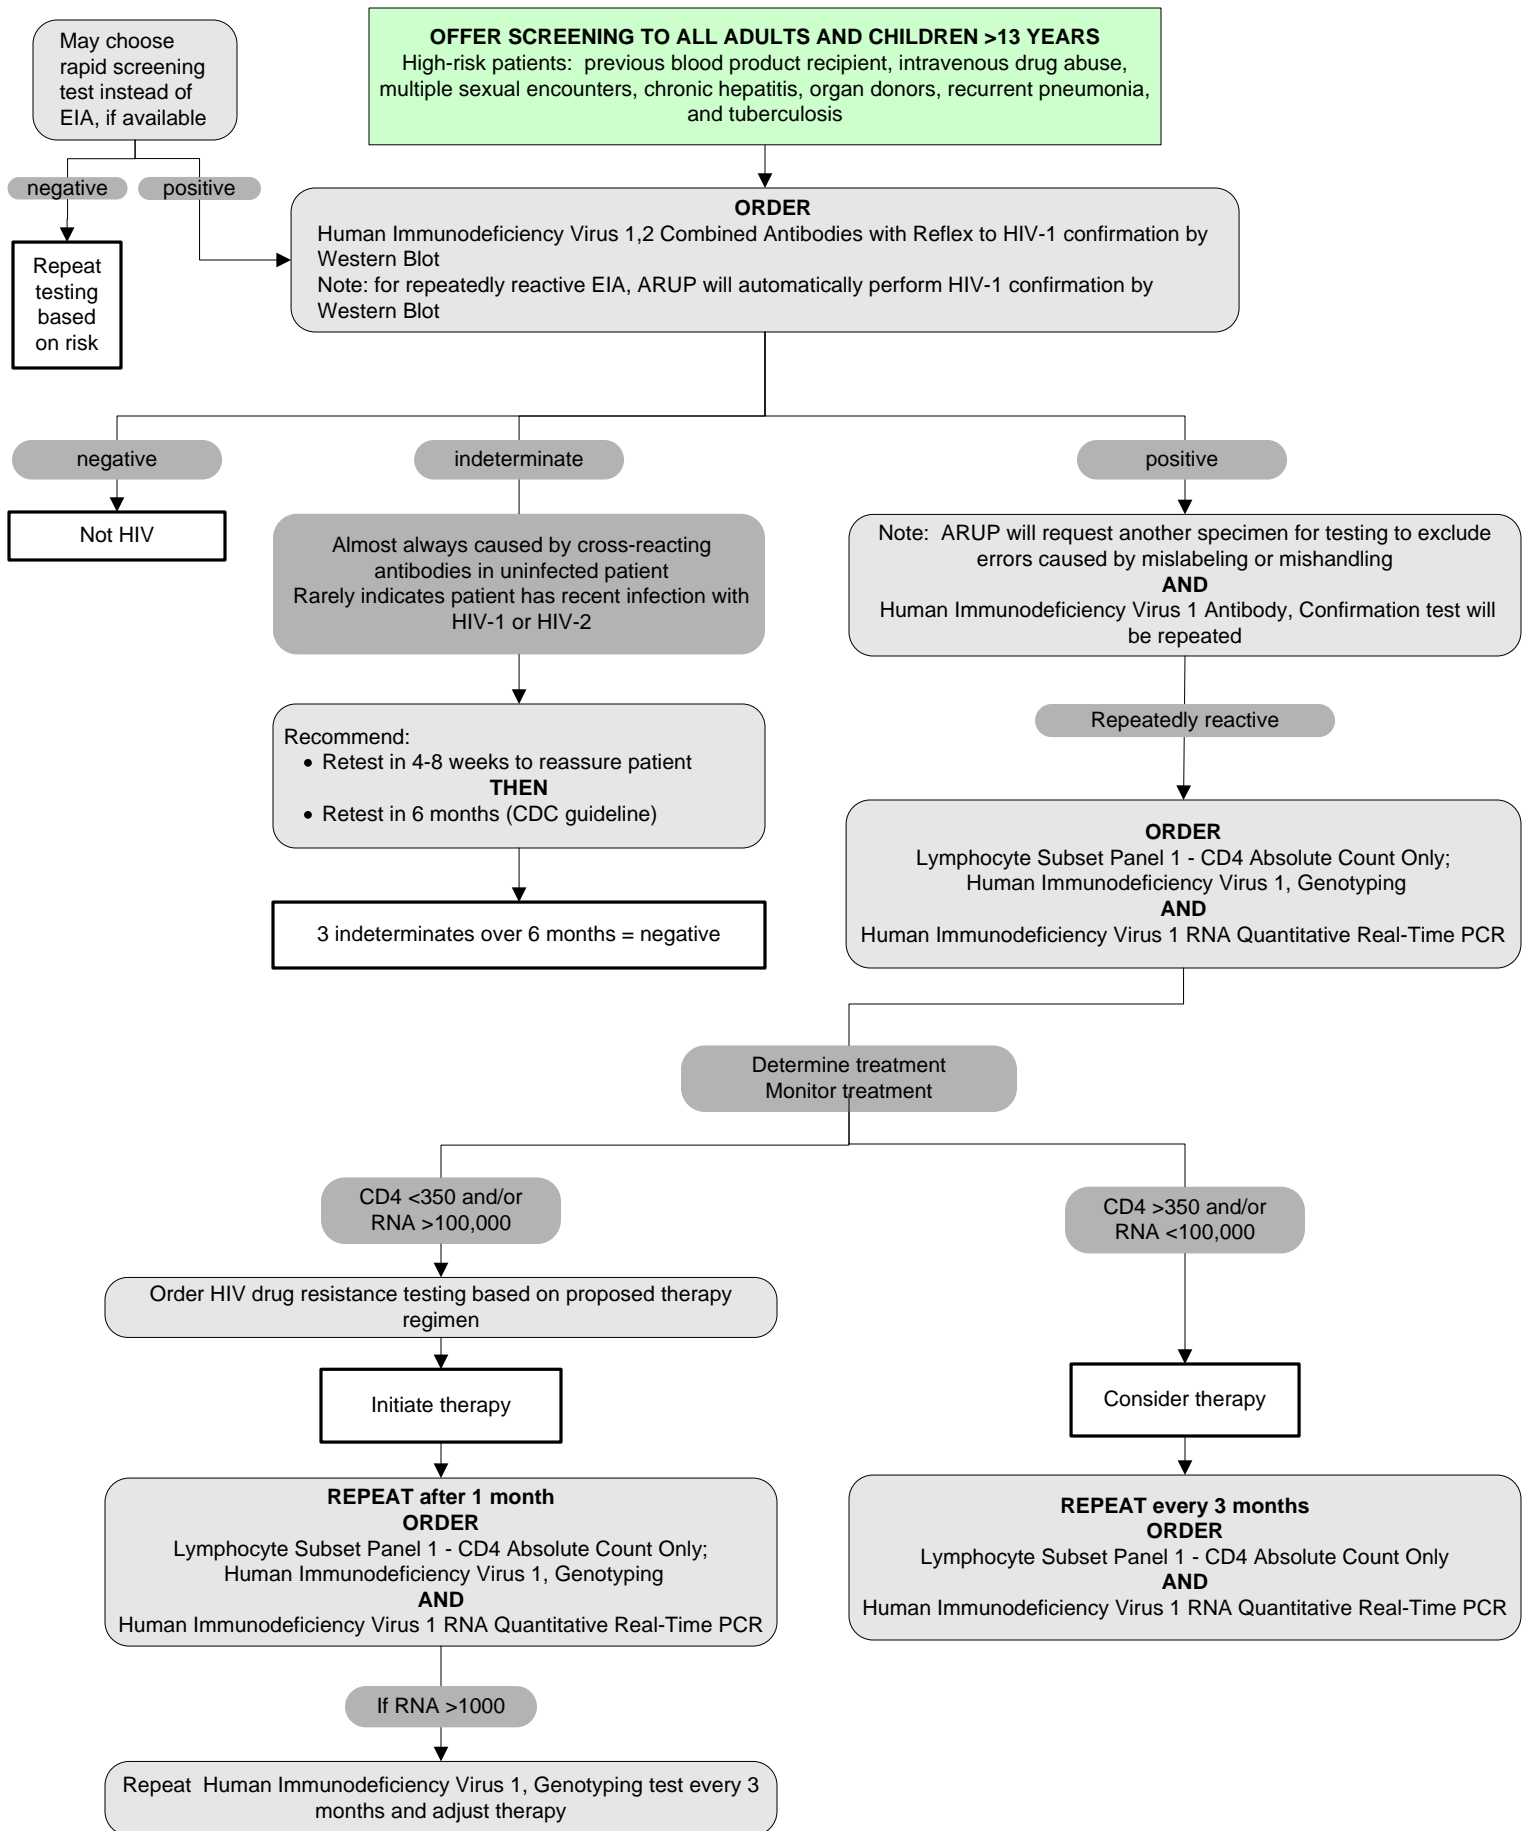 May choose
rapid screening
test instead of
EIA, if available
OFFER SCREENING TO ALL ADULTS AND CHILDREN >13 YEARS
High-risk patients:  previous blood product recipient, intravenous drug abuse,
multiple sexual encounters, chronic hepatitis, organ donors, recurrent pneumonia,
and tuberculosis
negative
positive
Repeat
testing
based
on risk
ORDER
Human Immunodeficiency Virus 1,2 Combined Antibodies with Reflex to HIV-1 confirmation by
Western Blot
Note: for repeatedly reactive EIA, ARUP will automatically perform HIV-1 confirmation by
Western Blot
negative
indeterminate
positive
Not HIV
Almost always caused by cross-reacting
antibodies in uninfected patient
Rarely indicates patient has recent infection with
HIV-1 or HIV-2
Note:  ARUP will request another specimen for testing to exclude
errors caused by mislabeling or mishandling
AND
Human Immunodeficiency Virus 1 Antibody, Confirmation test will
be repeated
Recommend:
• Retest in 4-8 weeks to reassure patient
THEN
• Retest in 6 months (CDC guideline)
Repeatedly reactive
3 indeterminates over 6 months = negative
ORDER
Lymphocyte Subset Panel 1 - CD4 Absolute Count Only;
Human Immunodeficiency Virus 1, Genotyping
AND
Human Immunodeficiency Virus 1 RNA Quantitative Real-Time PCR
Determine treatment
Monitor treatment
CD4 <350 and/or
RNA >100,000
CD4 >350 and/or
RNA <100,000
Order HIV drug resistance testing based on proposed therapy
regimen
Initiate therapy
Consider therapy
REPEAT after 1 month
ORDER
Lymphocyte Subset Panel 1 - CD4 Absolute Count Only;
Human Immunodeficiency Virus 1, Genotyping
AND
Human Immunodeficiency Virus 1 RNA Quantitative Real-Time PCR
REPEAT every 3 months
ORDER
Lymphocyte Subset Panel 1 - CD4 Absolute Count Only
AND
Human Immunodeficiency Virus 1 RNA Quantitative Real-Time PCR
If RNA >1000
Repeat  Human Immunodeficiency Virus 1, Genotyping test every 3
months and adjust therapy